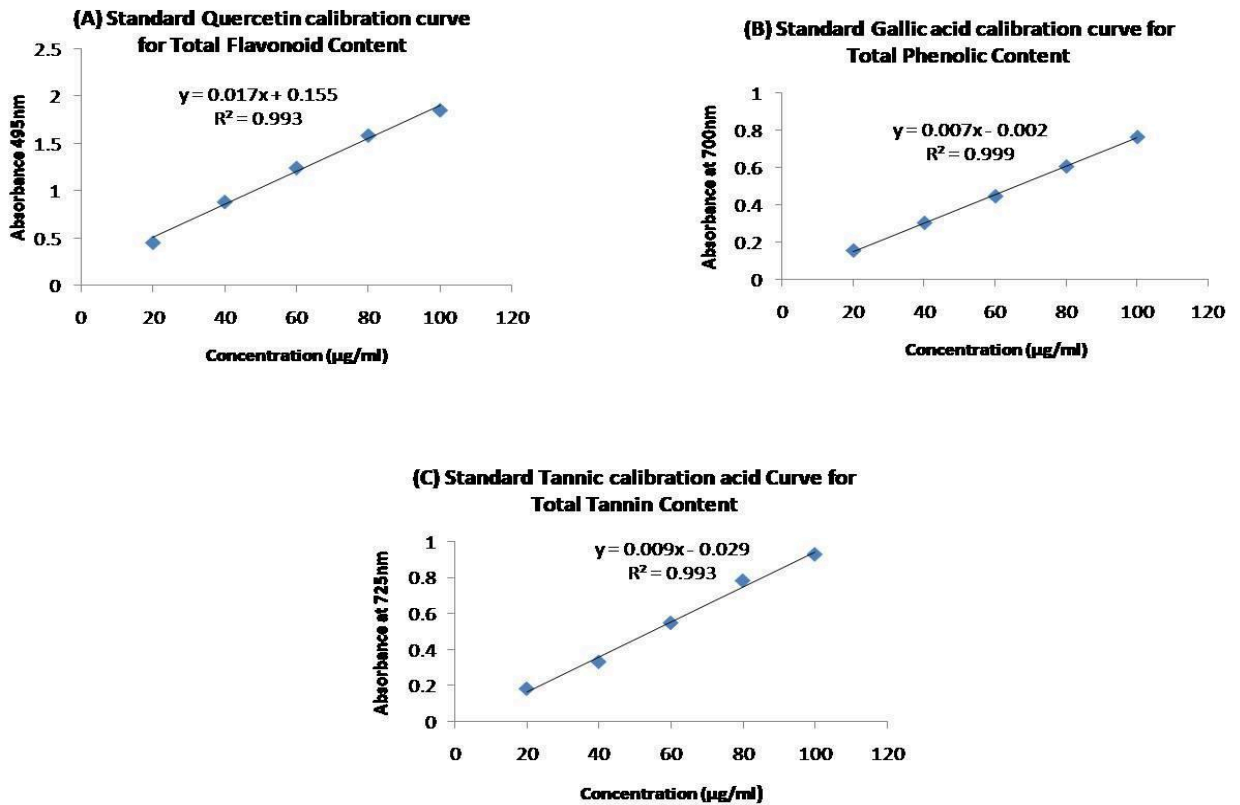 (A) Standard Quercetin calibration curve
for Total Flavonoid Content
2.5
2
1.5
1
0.5
0
y = 0.017x + 0.155
R² = 0.993
Absorbance 495nm
0 20 40 60 80 100 120
Concentration (µg/ml)
(B) Standard Gallic acid calibration curve for
Total Phenolic Content
1
0.8
0.6
0.4
0.2
0
y = 0.007x - 0.002
R² = 0.999
Absorbance at 700nm
0 20 40 60 80 100 120
Concentration (µg/ml)
(C) Standard Tannic calibration acid Curve for
Total Tannin Content
1
0.8
0.6
0.4
0.2
0
y = 0.009x - 0.029
R² = 0.993
Absorbance at 725nm
0 20 40 60 80 100 120
Concentration (µg/ml)